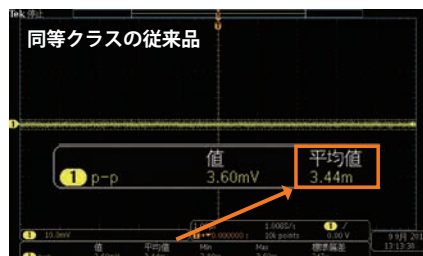 Tek 停止
同等クラスの従来品
値 平均値
1 p-p 3.60mV 3.44m
1 10.0mV
1.00GS/s
10k points
1 /
0.00 V
値 平均値 Min Max 標準偏差
13:13:38